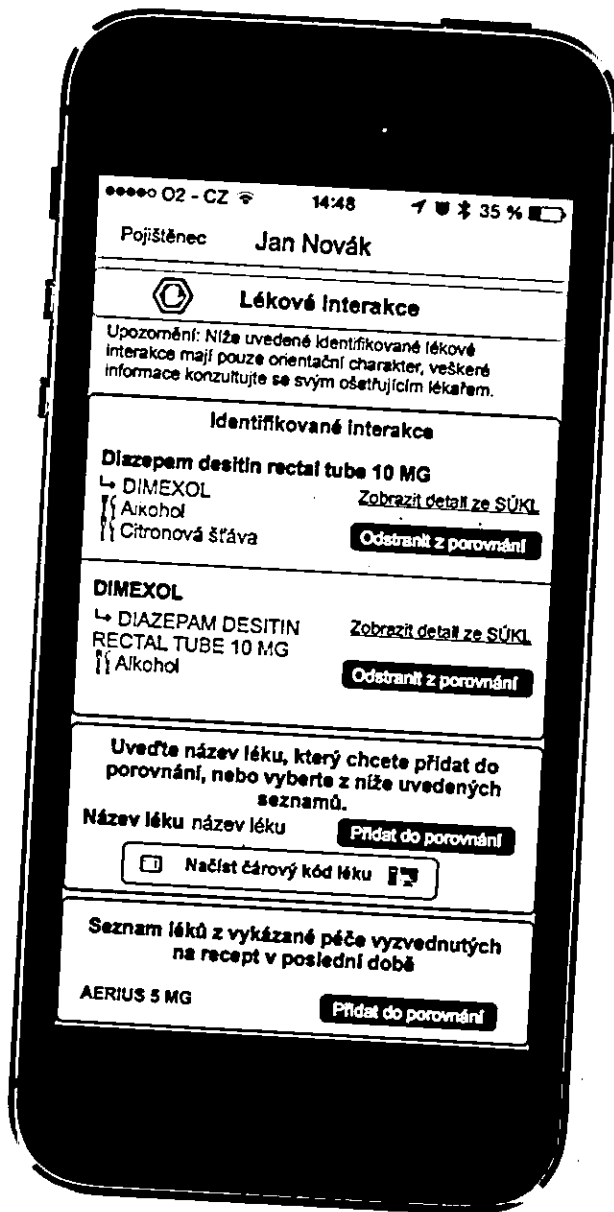 O2 - CZ 14:48 35 %
Pojištěnec Jan Novák
Lékové interakce
Upozornění: Níže uvedené identifikované lékové
interakce mají pouze orientační charakter, veškeré
informace konzultujte se svým ošetřujícím lékařem.
Identifikované interakce
Diazepam desitin rectal tube 10 MG
↳ DIMEXOL Zobrazit detail ze SÚKL
Alkohol
Citronová šťáva Odstranit z porovnání
DIMEXOL
↳ DIAZEPAM DESITIN Zobrazit detail ze SÚKL
RECTAL TUBE 10 MG
Alkohol Odstranit z porovnání
Uveďte název léku, který chcete přidat do
porovnání, nebo vyberte z níže uvedených
seznamů.
Název léku název léku Přidat do porovnání
Načíst čárový kód léku
Seznam léků z vykázané péče vyzvednutých
na recept v poslední době
AERIUS 5 MG Přidat do porovnání